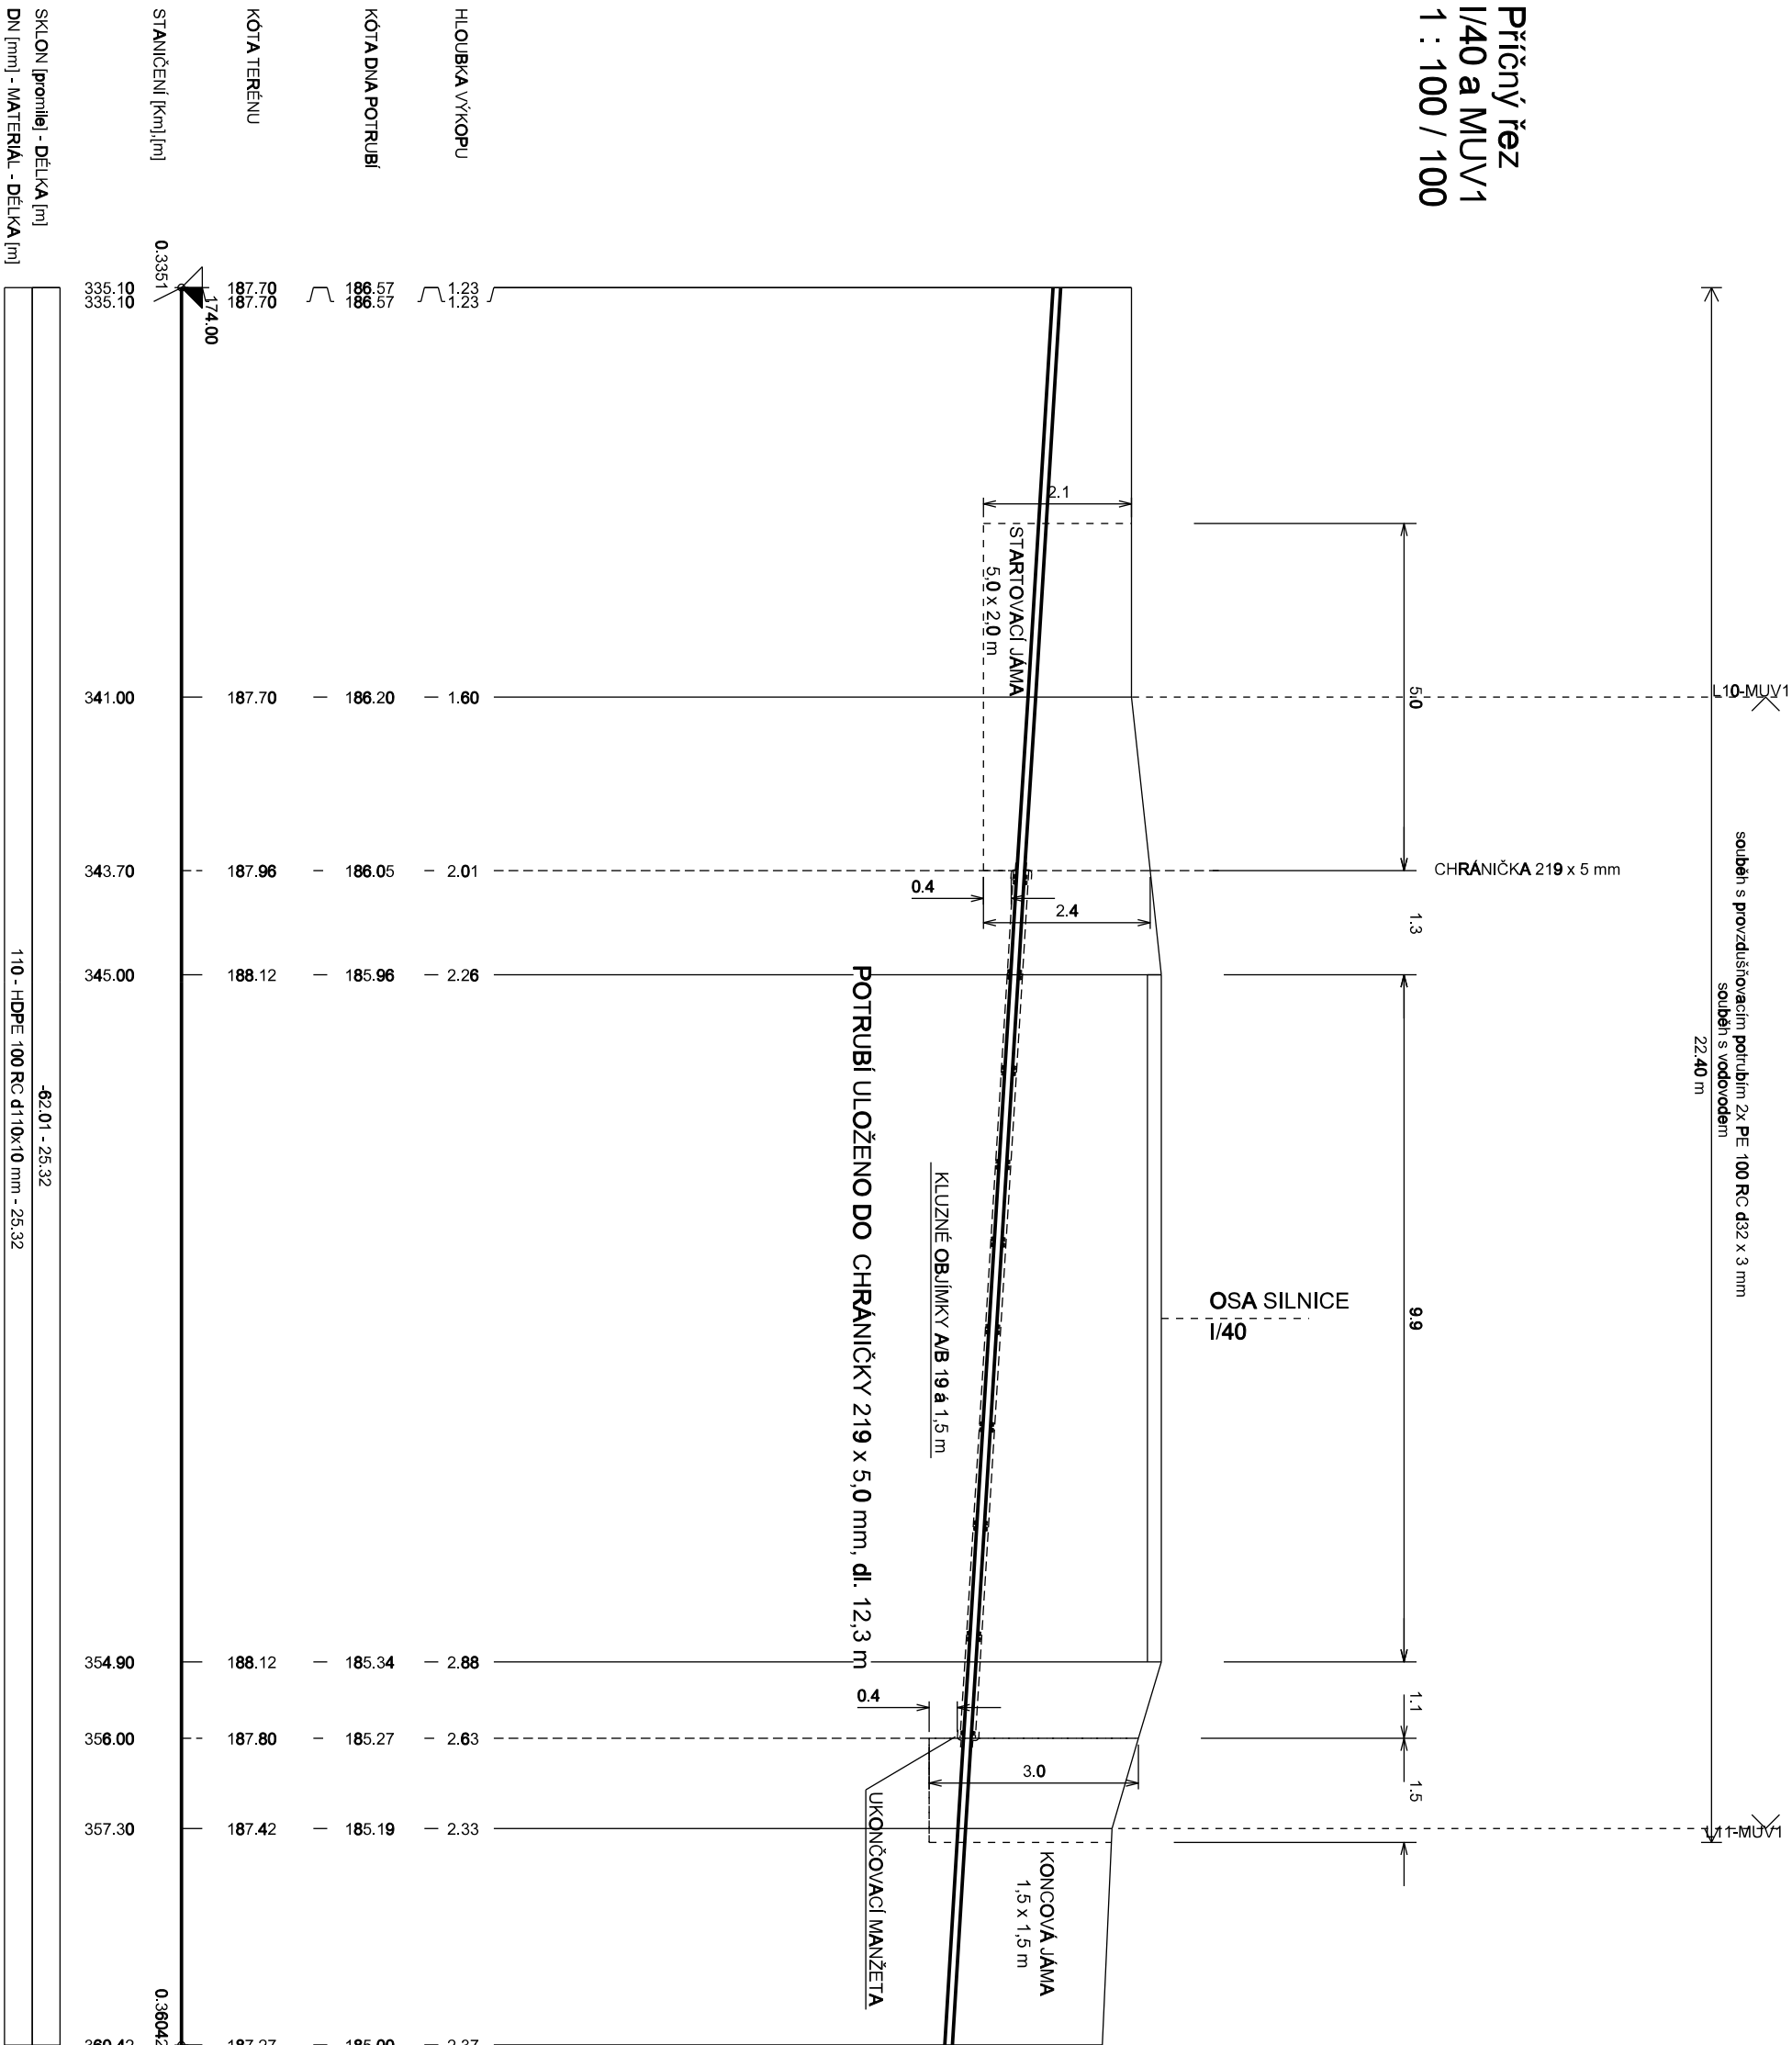 Příčný řez
I/40 a MUV1
1 : 100 / 100
souběh s provzdušňovacím potrubím 2x PE 100 RC d32 x 3 mm
souběh s vodovodem
22.40 m
L10-MUV1
L11-MUV1
CHRÁNIČKA 219 x 5 mm
5.0
1.3
9.9
1.1
1.5
OSA SILNICE
I/40
2.1
STARTOVACÍ JÁMA
5,0 x 2,0 m
0.4
2.4
KLUZNÉ OBJÍMKY A/B 19 á 1,5 m
POTRUBÍ ULOŽENO DO CHRÁNIČKY 219 x 5,0 mm, dl. 12,3 m
0.4
3.0
KONCOVÁ JÁMA
1,5 x 1,5 m
UKONČOVACÍ MANŽETA
HLOUBKA VÝKOPU
1.23
1.23
1.60
2.01
2.26
2.88
2.63
2.33
2.37
KÓTA DNA POTRUBÍ
186.57
186.57
186.20
186.05
185.96
185.34
185.27
185.19
185.00
KÓTA TERÉNU
187.70
187.70
187.70
187.96
188.12
188.12
187.80
187.42
187.27
174.00
STANIČENÍ [Km],[m]
0.3351
0.36042
335.10
335.10
341.00
343.70
345.00
354.90
356.00
357.30
360.42
SKLON [promile] - DÉLKA [m]
-62.01 - 25.32
DN [mm] - MATERIÁL - DÉLKA [m]
110 - HDPE 100 RC d110x10 mm - 25.32